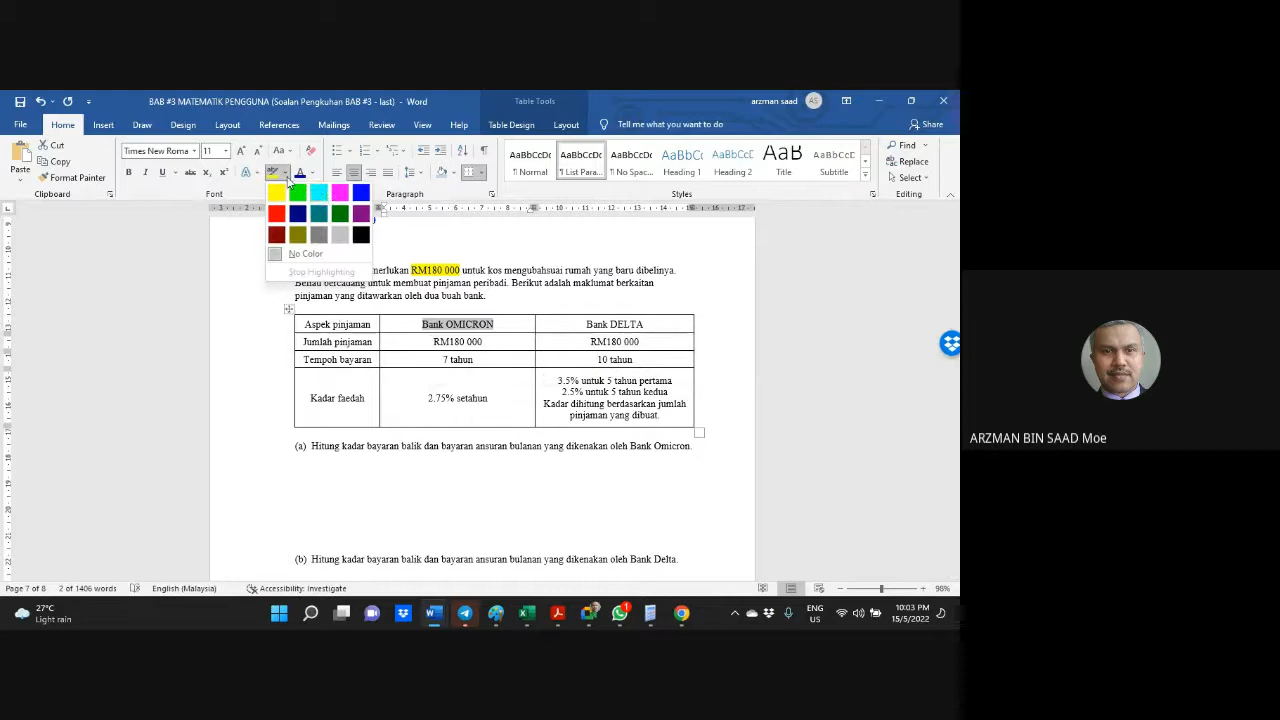 BAB #3 MATEMATIK PENGGUNA (Soalan Pengkuhan BAB #3 - last) - Word
Table Tools
arzman saad
AS
File Home Insert Draw Design Layout References Mailings Review View Help Table Design Layout Tell me what you want to do Share
Paste
Cut
Copy
Format Painter
Clipboard
Times New Roma 11
Font
Paragraph
AaBbCcDc Normal
AaBbCcDc List Para...
AaBbCcDc No Spac...
AaBbCc Heading 1
AaBbCcD Heading 2
AaB Title
AaBbCcD Subtitle
Styles
Find
Replace
Select
Editing
No Color
Stop Highlighting
nerlukan RM180 000 untuk kos mengubahsuai rumah yang baru dibelinya.
Beliau bercadang untuk membuat pinjaman peribadi. Berikut adalah maklumat berkaitan
pinjaman yang ditawarkan oleh dua buah bank.
Aspek pinjaman Bank OMICRON Bank DELTA
Jumlah pinjaman RM180 000 RM180 000
Tempoh bayaran 7 tahun 10 tahun
Kadar faedah 2.75% setahun
3.5% untuk 5 tahun pertama
2.5% untuk 5 tahun kedua
Kadar dihitung berdasarkan jumlah
pinjaman yang dibuat.
(a) Hitung kadar bayaran balik dan bayaran ansuran bulanan yang dikenakan oleh Bank Omicron.
(b) Hitung kadar bayaran balik dan bayaran ansuran bulanan yang dikenakan oleh Bank Delta.
ARZMAN BIN SAAD Moe
Page 7 of 8 2 of 1406 words English (Malaysia) Accessibility: Investigate 98%
27°C
Light rain
ENG
US
10:03 PM
15/5/2022